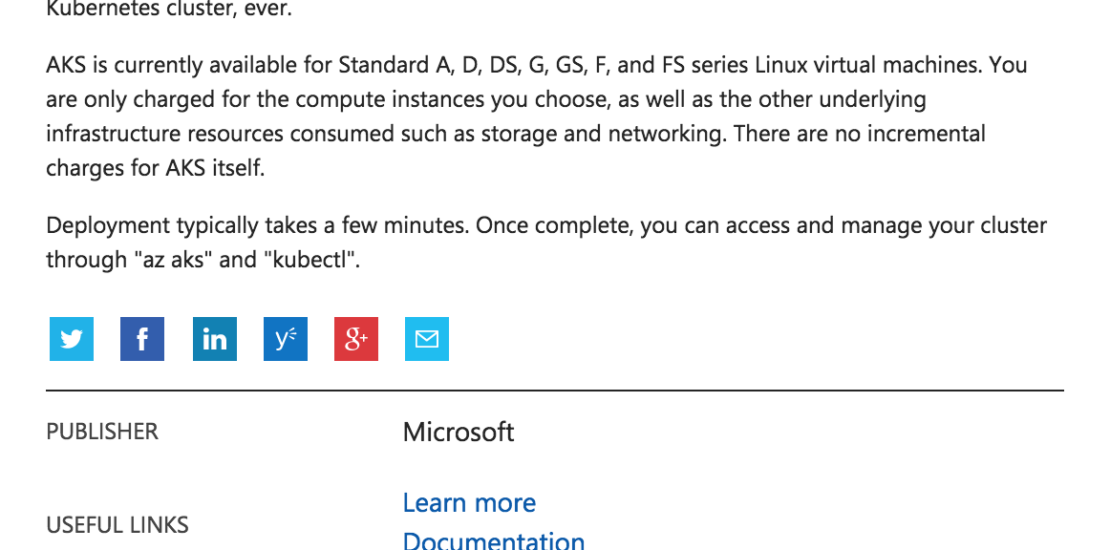 Kubernetes cluster, ever.
AKS is currently available for Standard A, D, DS, G, GS, F, and FS series Linux virtual machines. You
are only charged for the compute instances you choose, as well as the other underlying
infrastructure resources consumed such as storage and networking. There are no incremental
charges for AKS itself.
Deployment typically takes a few minutes. Once complete, you can access and manage your cluster
through "az aks" and "kubectl".
f in y g+
PUBLISHER Microsoft
Learn more
USEFUL LINKS
Documentation